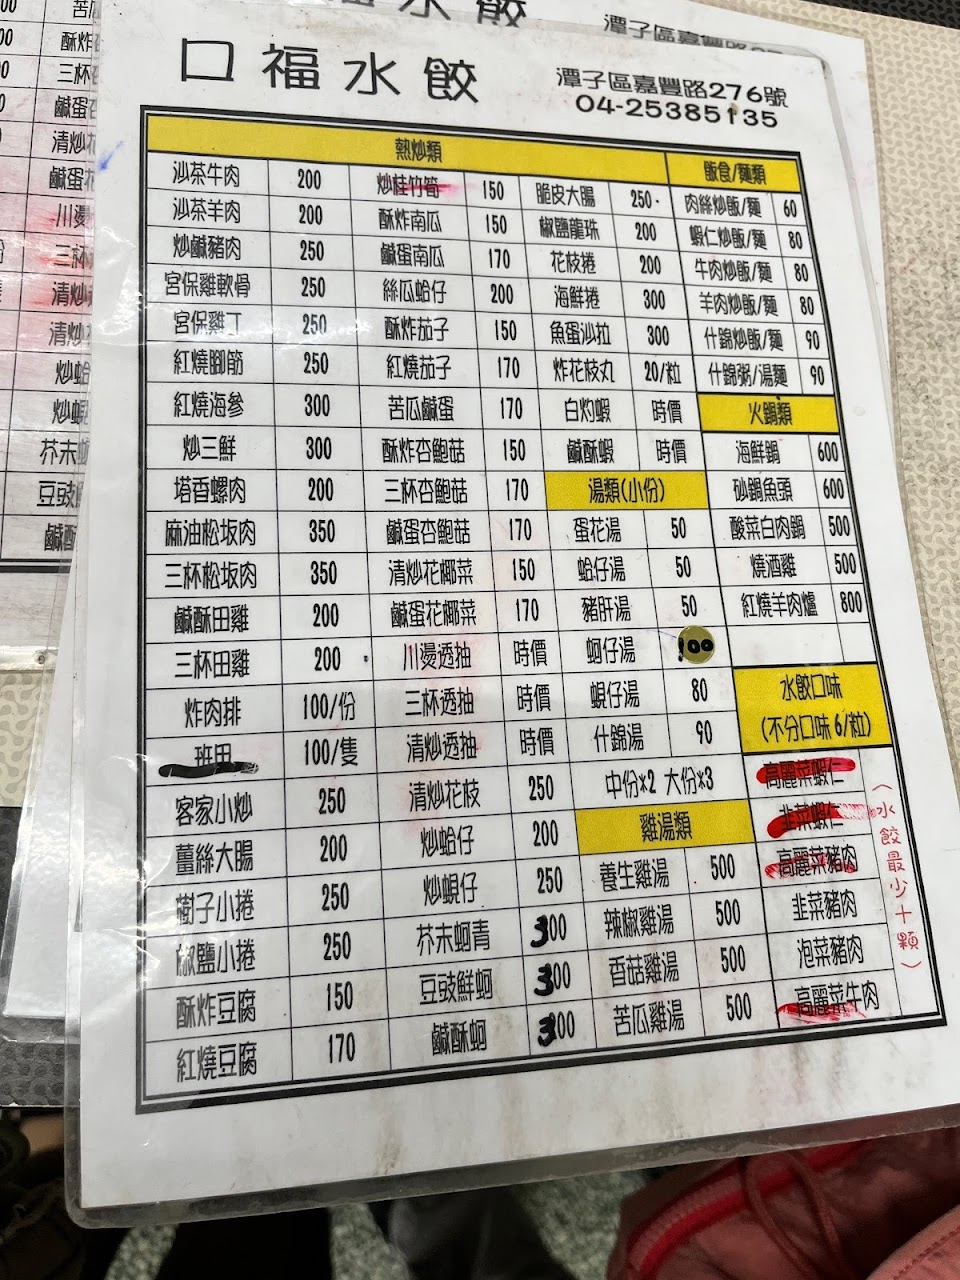 口福水餃
潭子區嘉豐路276號
04-25385135
熱炒類
沙茶牛肉 200 炒桂竹筍 150 脆皮大腸 250
沙茶羊肉 200 酥炸南瓜 150 椒鹽龍珠 200
炒鹹豬肉 250 鹹蛋南瓜 170 花枝捲 200
宮保雞軟骨 250 絲瓜蛤仔 200 海鮮捲 300
宮保雞丁 250 酥炸茄子 150 魚蛋沙拉 300
紅燒腳筋 250 紅燒茄子 170 炸花枝丸 20/粒
紅燒海參 300 苦瓜鹹蛋 170 白灼蝦 時價
炒三鮮 300 酥炸杏鮑菇 150 鹹酥蝦 時價
塔香螺肉 200 三杯杏鮑菇 170 湯類(小份)
麻油松坂肉 350 鹹蛋杏鮑菇 170 蛋花湯 50
三杯松坂肉 350 清炒花椰菜 150 蛤仔湯 50
鹹酥田雞 200 鹹蛋花椰菜 170 豬肝湯 50
三杯田雞 200 川燙透抽 時價 蚵仔湯 100
炸肉排 100/份 三杯透抽 時價 蜆仔湯 80
班甲 100/隻 清炒透抽 時價 什錦湯 90
客家小炒 250 清炒花枝 250 中份*2 大份*3
薑絲大腸 200 炒蛤仔 200 雞湯類
樹子小捲 250 炒蜆仔 250 養生雞湯 500
椒鹽小捲 250 芥末蚵青 300 辣椒雞湯 500
酥炸豆腐 150 豆豉鮮蚵 300 香菇雞湯 500
紅燒豆腐 170 鹹酥蚵 300 苦瓜雞湯 500
飯食/麵類
肉絲炒飯/麵 60
蝦仁炒飯/麵 80
牛肉炒飯/麵 80
羊肉炒飯/麵 80
什錦炒飯/麵 90
什錦粥/湯麵 90
火鍋類
海鮮鍋 600
砂鍋魚頭 600
酸菜白肉鍋 500
燒酒雞 500
紅燒羊肉爐 800
水餃口味
(不分口味6/粒)
高麗菜蝦仁
韭菜蝦仁
高麗菜豬肉
韭菜豬肉
泡菜豬肉
高麗菜牛肉
(水餃最少十顆)